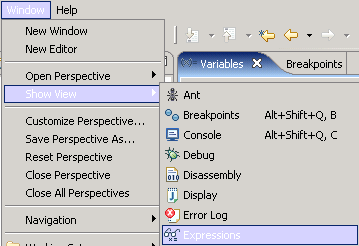 Window Help
New Window
New Editor
Open Perspective
Show View
Customize Perspective...
Save Perspective As...
Reset Perspective
Close Perspective
Close All Perspectives
Navigation
Variables Breakpoints
Ant
Breakpoints Alt+Shift+Q, B
Console Alt+Shift+Q, C
Debug
Disassembly
Display
Error Log
Expressions